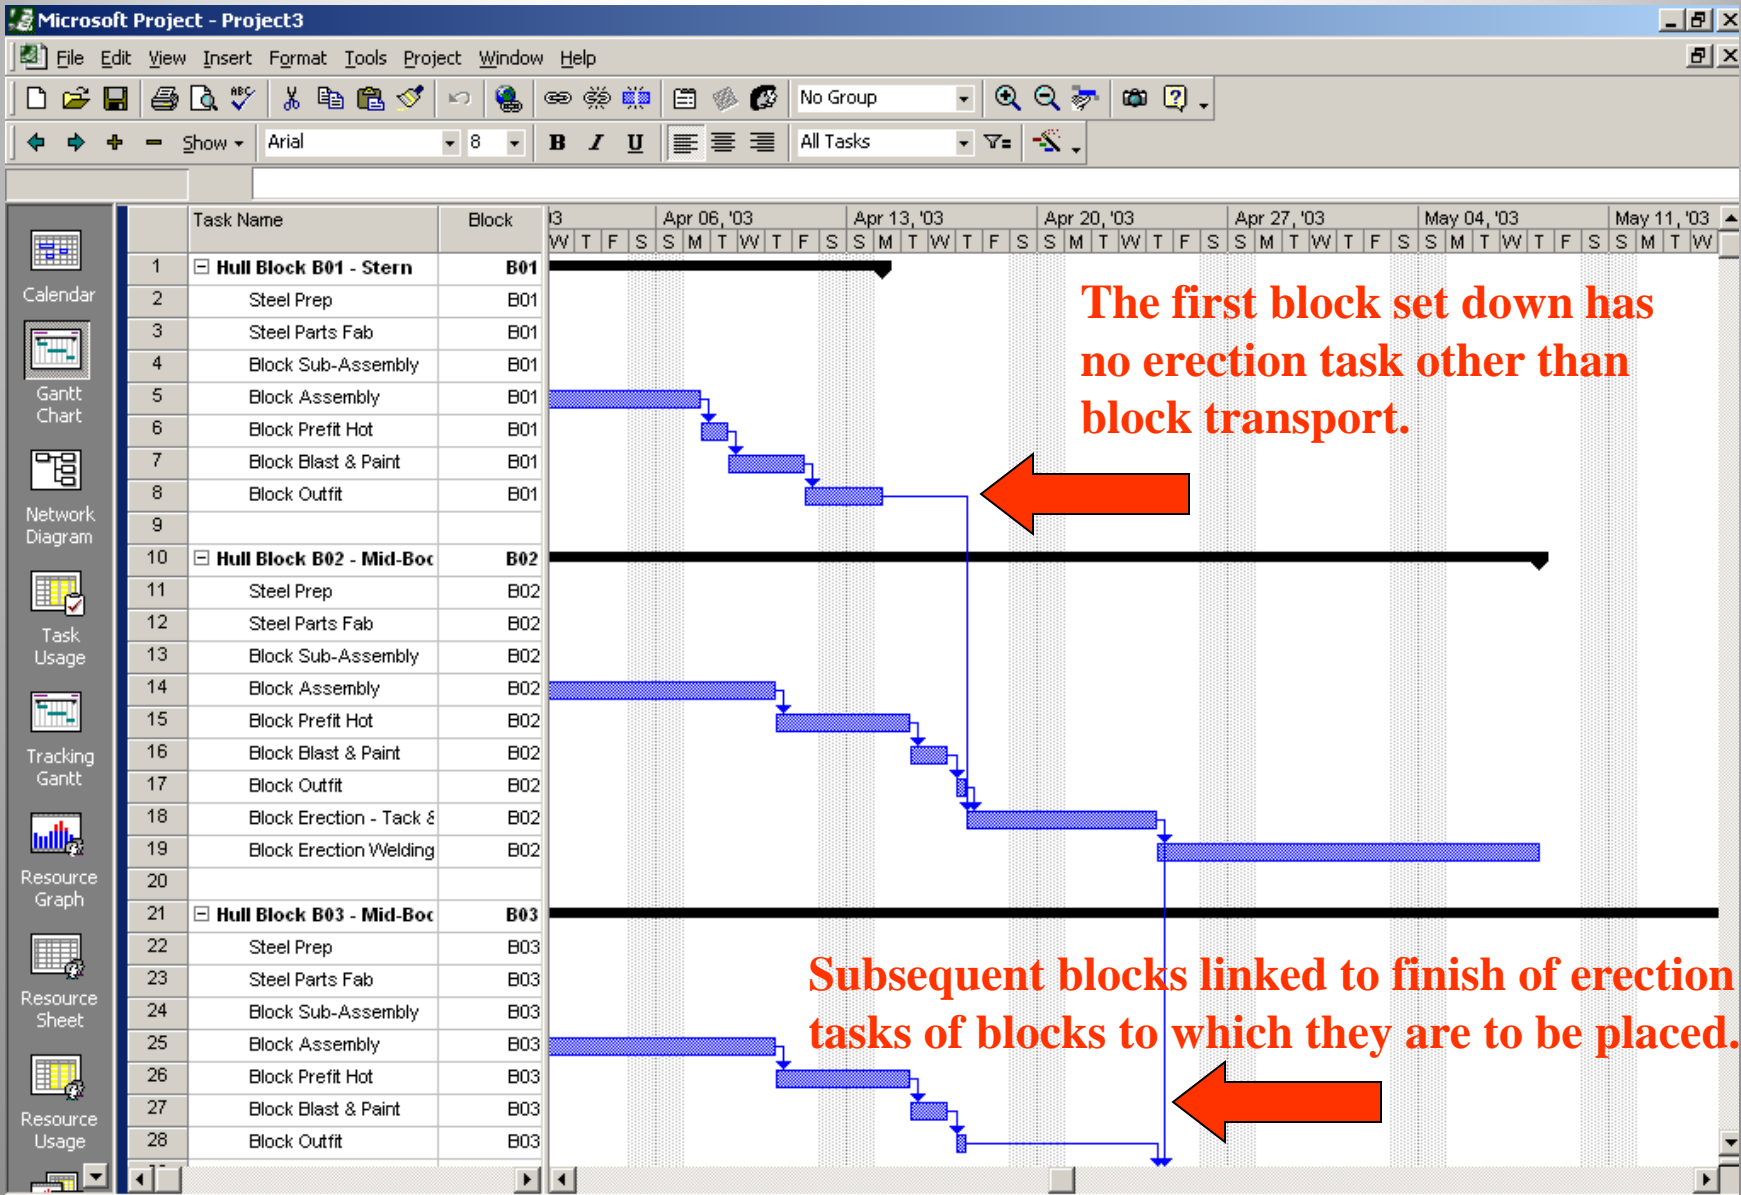 Microsoft Project - Project3
File Edit View Insert Format Tools Project Window Help
ABC No Group
Show Arial 8 B I U All Tasks
Task Name Block 03 Apr 06, '03 Apr 13, '03 Apr 20, '03 Apr 27, '03 May 04, '03 May 11, '03
W T F S S M T W T F S S M T W T F S S M T W T F S S M T W T F S S M T W T F S S M T W
1 Hull Block B01 - Stern B01
2 Steel Prep B01
3 Steel Parts Fab B01
4 Block Sub-Assembly B01
5 Block Assembly B01
6 Block Prefit Hot B01
7 Block Blast & Paint B01
8 Block Outfit B01
9
10 Hull Block B02 - Mid-Boc B02
11 Steel Prep B02
12 Steel Parts Fab B02
13 Block Sub-Assembly B02
14 Block Assembly B02
15 Block Prefit Hot B02
16 Block Blast & Paint B02
17 Block Outfit B02
18 Block Erection - Tack & B02
19 Block Erection Welding B02
20
21 Hull Block B03 - Mid-Boc B03
22 Steel Prep B03
23 Steel Parts Fab B03
24 Block Sub-Assembly B03
25 Block Assembly B03
26 Block Prefit Hot B03
27 Block Blast & Paint B03
28 Block Outfit B03
Calendar
Gantt
Chart
Network
Diagram
Task
Usage
Tracking
Gantt
Resource
Graph
Resource
Sheet
Resource
Usage
The first block set down has
no erection task other than
block transport.
Subsequent blocks linked to finish of erection
tasks of blocks to which they are to be placed.